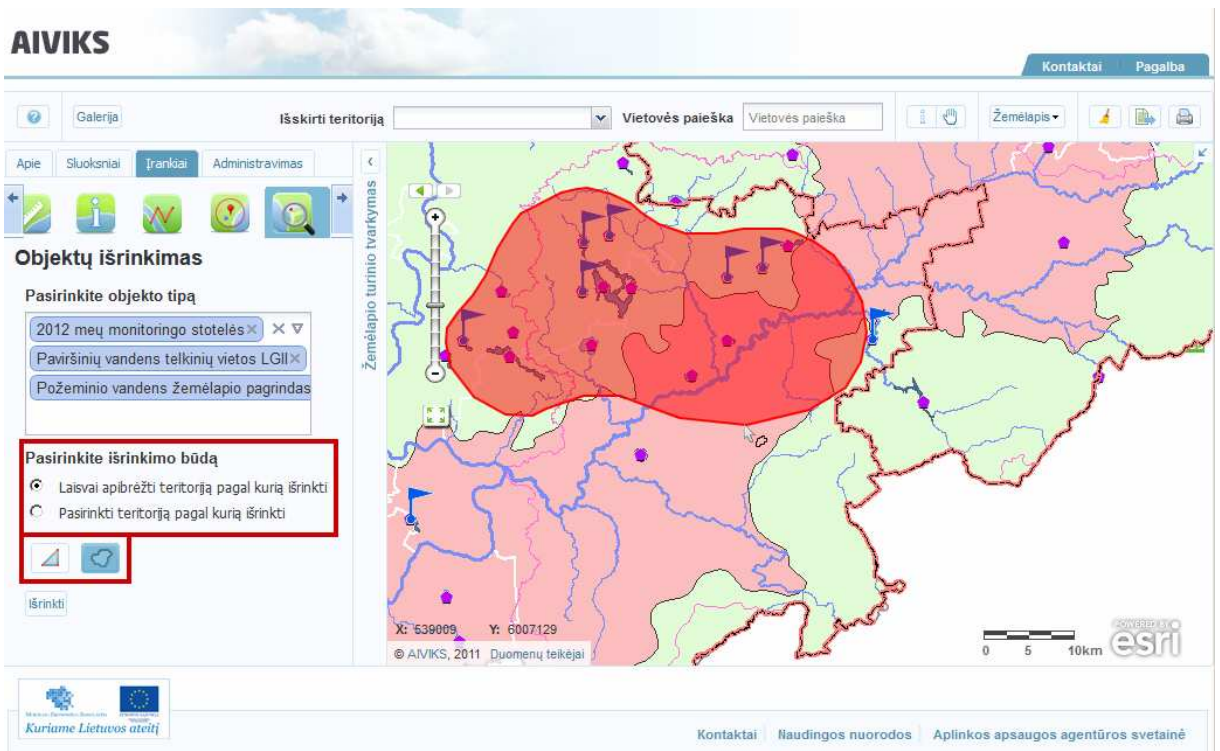 AIVIKS
Kontaktai Pagalba
Galerija Išskirti teritoriją Vietovės paieška Vietovės paieška Žemėlapis
Apie Sluoksniai Įrankiai Administravimas
Žemėlapio turinio tvarkymas
Objektų išrinkimas
Pasirinkite objekto tipą
2012 meų monitoringo stotelės
Paviršinių vandens telkinių vietos LGII
Požeminio vandens žemėlapio pagrindas
Pasirinkite išrinkimo būdą
Laisvai apibrėžti teritoriją pagal kurią išrinkti
Pasirinkti teritoriją pagal kurią išrinkti
Išrinkti
X: 539009 Y: 6007129
© AIVIKS, 2011 Duomenų teikėjai
0 5 10km
POWERED BY
esri
Kuriame Lietuvos ateitį
Kontaktai Naudingos nuorodos Aplinkos apsaugos agentūros svetainė